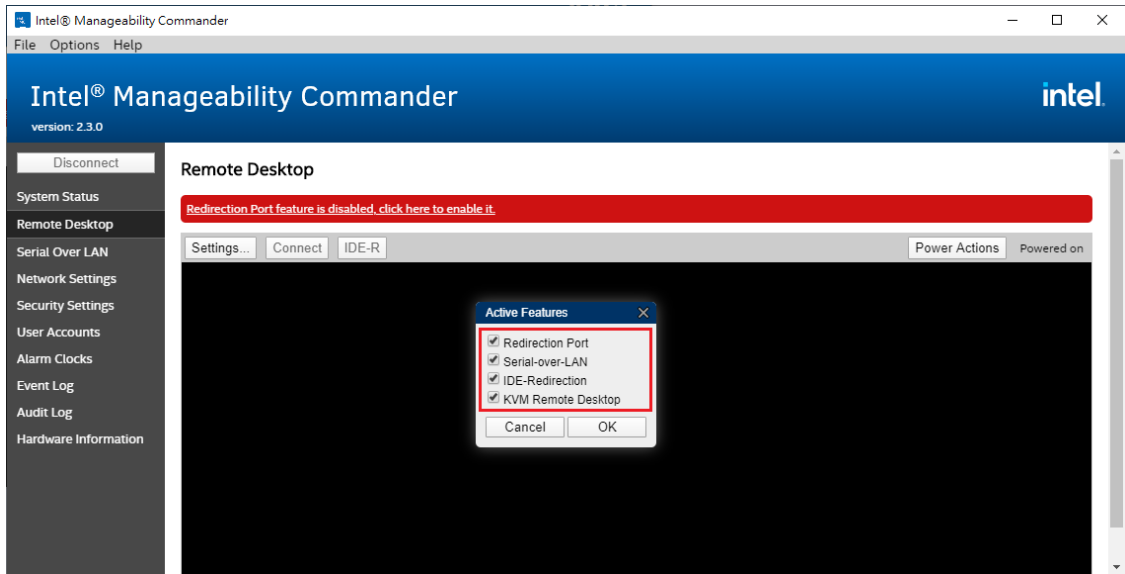 Intel® Manageability Commander
File Options Help
Intel® Manageability Commander
intel.
version: 2.3.0
Disconnect
System Status
Remote Desktop
Serial Over LAN
Network Settings
Security Settings
User Accounts
Alarm Clocks
Event Log
Audit Log
Hardware Information
Remote Desktop
Redirection Port feature is disabled, click here to enable it.
Settings... Connect IDE-R Power Actions Powered on
Active Features
Redirection Port
Serial-over-LAN
IDE-Redirection
KVM Remote Desktop
Cancel OK